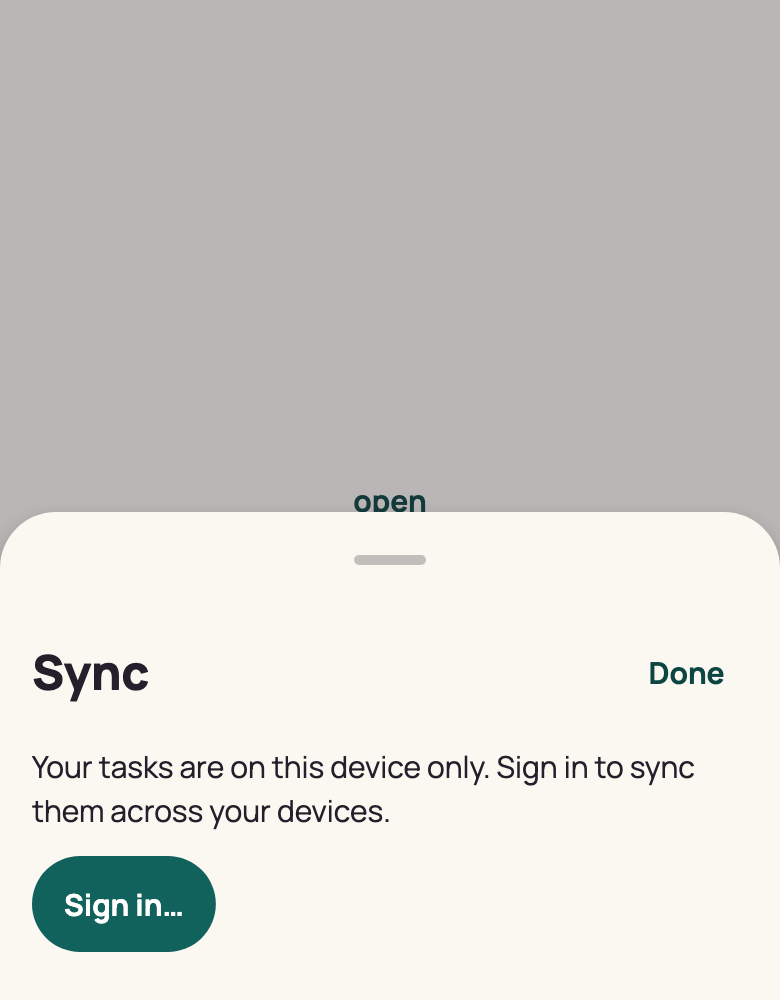 open
Sync
Done
Your tasks are on this device only. Sign in to sync
them across your devices.
Sign in…